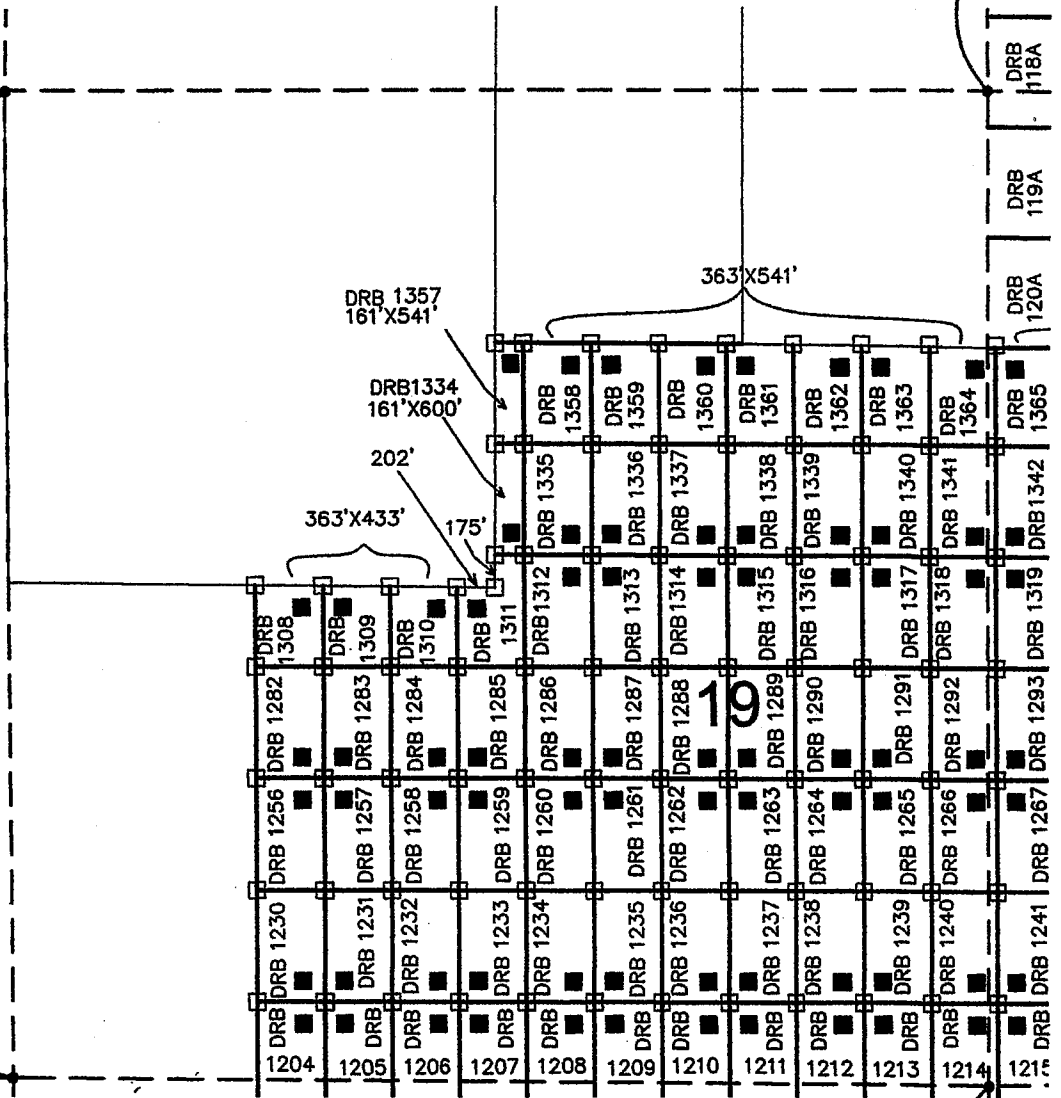 DRB
118A
DRB
119A
DRB
120A
363'X541'
DRB 1357
161'X541'
DRB1334
161'X600'
202'
175'
363'X433'
DRB
1358
DRB
1359
DRB
1360
DRB
1361
DRB
1362
DRB
1363
DRB
1364
DRB
1365
DRB 1335
DRB 1336
DRB 1337
DRB 1338
DRB 1339
DRB 1340
DRB 1341
DRB1342
DRB
1308
DRB
1309
DRB
1310
DRB
1311
DRB1312
DRB 1313
DRB1314
DRB 1315
DRB 1316
DRB 1317
DRB 1318
DRB 1319
DRB 1282
DRB 1283
DRB 1284
DRB 1285
DRB 1286
DRB 1287
DRB 1288
19
DRB 1289
DRB 1290
DRB 1291
DRB 1292
DRB 1293
DRB 1256
DRB 1257
DRB 1258
DRB 1259
DRB 1260
DRB 1261
DRB 1262
DRB 1263
DRB 1264
DRB 1265
DRB 1266
DRB 1267
DRB 1230
DRB 1231
DRB 1232
DRB 1233
DRB 1234
DRB 1235
DRB 1236
DRB 1237
DRB 1238
DRB 1239
DRB 1240
DRB 1241
DRB
1204
DRB
1205
DRB
1206
DRB
1207
DRB
1208
DRB
1209
DRB
1210
DRB
1211
DRB
1212
DRB
1213
DRB
1214
DRB
1215